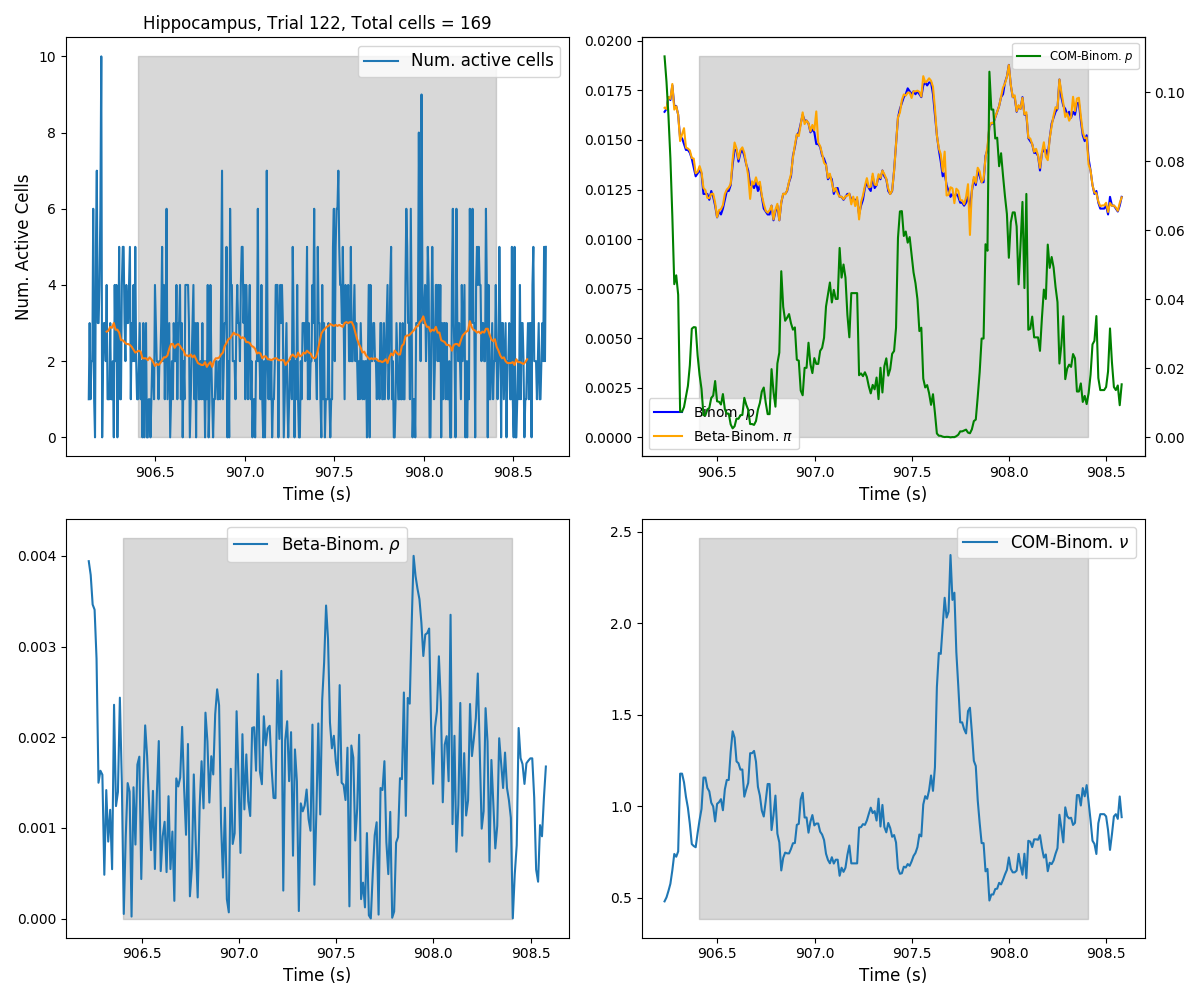 Hippocampus, Trial 122, Total cells = 169
Num. active cells
Num. Active Cells
10
8
6
4
2
0
906.5 907.0 907.5 908.0 908.5
Time (s)
COM-Binom. p
0.0200
0.0175
0.0150
0.0125
0.0100
0.0075
0.0050
0.0025
0.0000
0.10
0.08
0.06
0.04
0.02
0.00
Binom. p
Beta-Binom. π
906.5 907.0 907.5 908.0 908.5
Time (s)
Beta-Binom. ρ
0.004
0.003
0.002
0.001
0.000
906.5 907.0 907.5 908.0 908.5
Time (s)
COM-Binom. ν
2.5
2.0
1.5
1.0
0.5
906.5 907.0 907.5 908.0 908.5
Time (s)